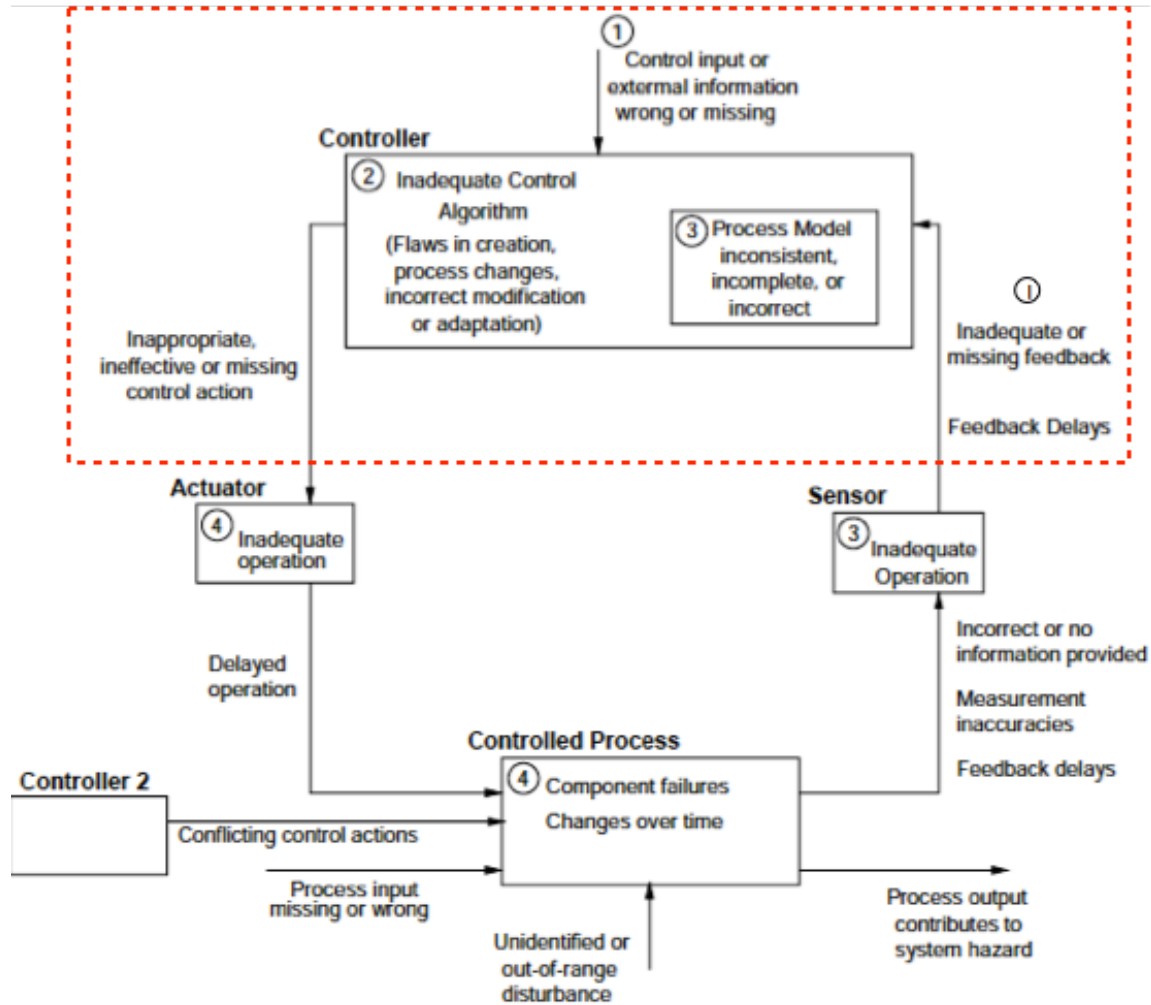 1
Control input or
extermal information
wrong or missing
Controller
2 Inadequate Control
Algorithm
(Flaws in creation,
process changes,
incorrect modification
or adaptation)
3 Process Model
inconsistent,
incomplete, or
incorrect
1
Inadequate or
missing feedback
Feedback Delays
Inappropriate,
ineffective or missing
control action
Actuator
4 Inadequate
operation
Sensor
3 Inadequate
Operation
Delayed
operation
Incorrect or no
information provided
Measurement
inaccuracies
Feedback delays
Controlled Process
4 Component failures
Changes over time
Controller 2
Conflicting control actions
Process input
missing or wrong
Unidentified or
out-of-range
disturbance
Process output
contributes to
system hazard